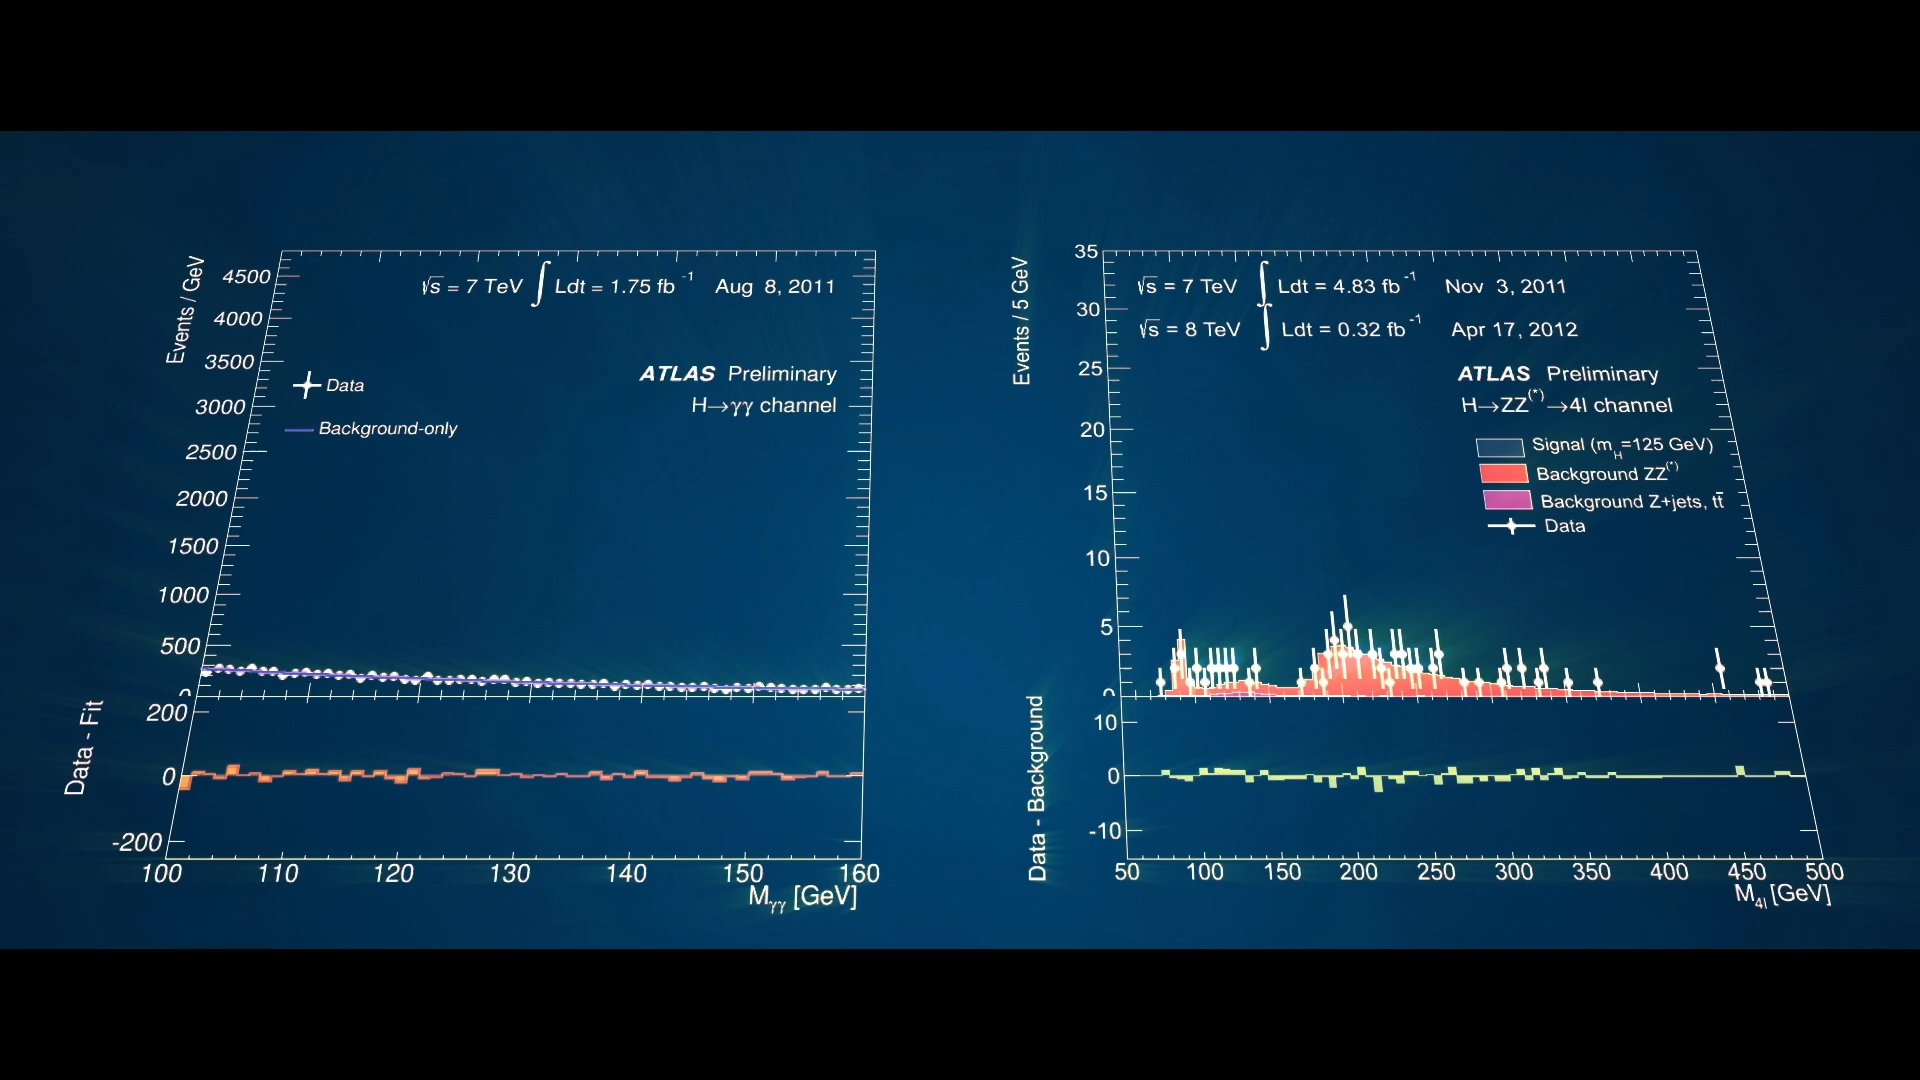 Events / GeV
4500
4000
3500
3000
2500
2000
1500
1000
500
0
√s = 7 TeV ∫ Ldt = 1.75 fb⁻¹ Aug 8, 2011
ATLAS Preliminary
H→γγ channel
Data
Background-only
Data - Fit
200
0
-200
100 110 120 130 140 150 160
Mγγ [GeV]
Events / 5 GeV
35
30
25
20
15
10
5
0
√s = 7 TeV ∫ Ldt = 4.83 fb⁻¹ Nov 3, 2011
√s = 8 TeV ∫ Ldt = 0.32 fb⁻¹ Apr 17, 2012
ATLAS Preliminary
H→ZZ(*)→4l channel
Signal (mH=125 GeV)
Background ZZ(*)
Background Z+jets, tt̄
Data
Data - Background
10
0
-10
50 100 150 200 250 300 350 400 450 500
M4l [GeV]